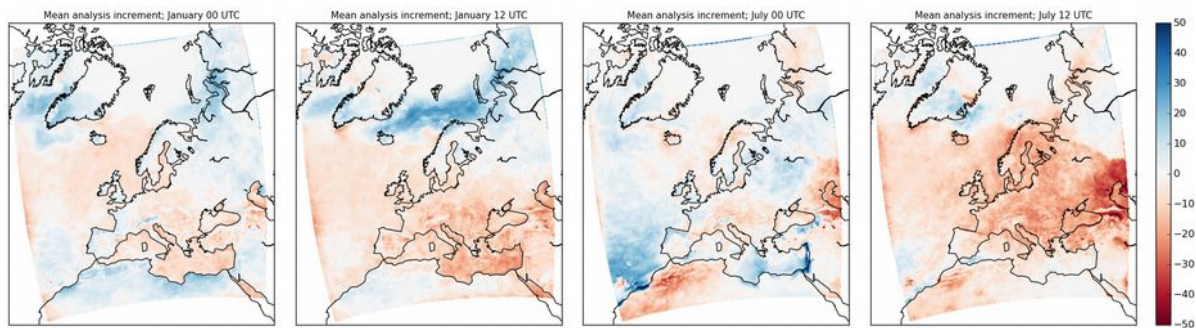 Mean analysis increment; January 00 UTC
Mean analysis increment; January 12 UTC
Mean analysis increment; July 00 UTC
Mean analysis increment; July 12 UTC
50
40
30
20
10
0
−10
−20
−30
−40
−50